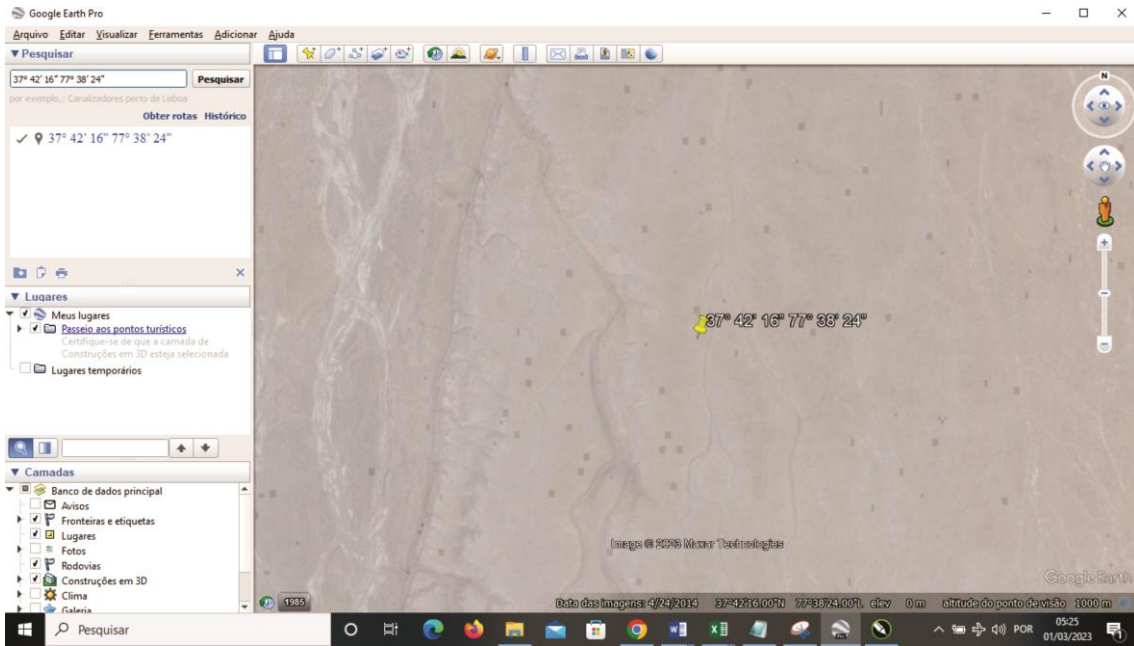 Google Earth Pro
Arquivo Editar Visualizar Ferramentas Adicionar Ajuda
Pesquisar
37º 42' 16" 77º 38' 24"
Pesquisar
por exemplo,: Canalizadores perto de Lisboa
Obter rotas Histórico
37° 42' 16" 77° 38' 24"
Lugares
Meus lugares
Passeio aos pontos turísticos
Certifique-se de que a camada de
Construções em 3D esteja selecionada
Lugares temporários
Camadas
Banco de dados principal
Avisos
Fronteiras e etiquetas
Lugares
Fotos
Rodovias
Construções em 3D
Clima
Galeria
N
37º 42' 16" 77º 38' 24"
Image © 2023 Maxar Technologies
Google Earth
1985
Data das imagens: 4/24/2014 37°42'16.00"N 77°38'24.00"L elev 0 m altitude do ponto de visão 1000 m
Pesquisar
POR
05:25
01/03/2023
1